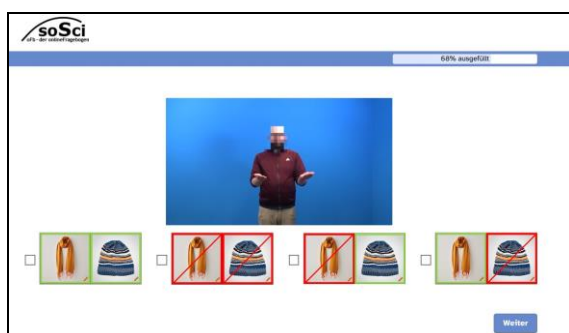 soSci
oFb - der onlineFragebogen
68% ausgefüllt
Weiter